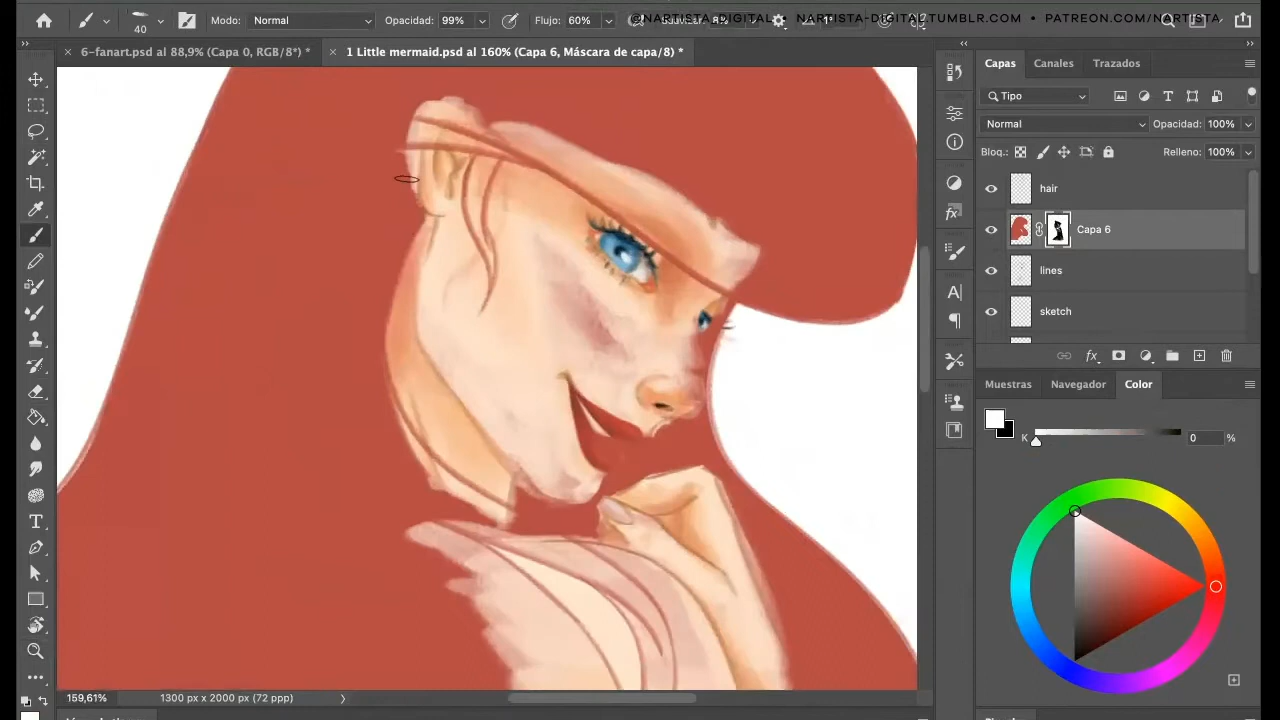 @NARTISTA_DIGITAL • NARTISTA-DIGITAL.TUMBLR.COM • PATREON.COM/NARTISTA
40
Modo: Normal
Opacidad: 99%
Flujo: 60%
× 6-fanart.psd al 88,9% (Capa 0, RGB/8*) *
× 1 Little mermaid.psd al 160% (Capa 6, Máscara de capa/8) *
Capas Canales Trazados
Tipo
Normal
Opacidad: 100%
Bloq.:
Relleno: 100%
hair
Capa 6
lines
sketch
Muestras Navegador Color
K 0 %
159,61%
1300 px x 2000 px (72 ppp)